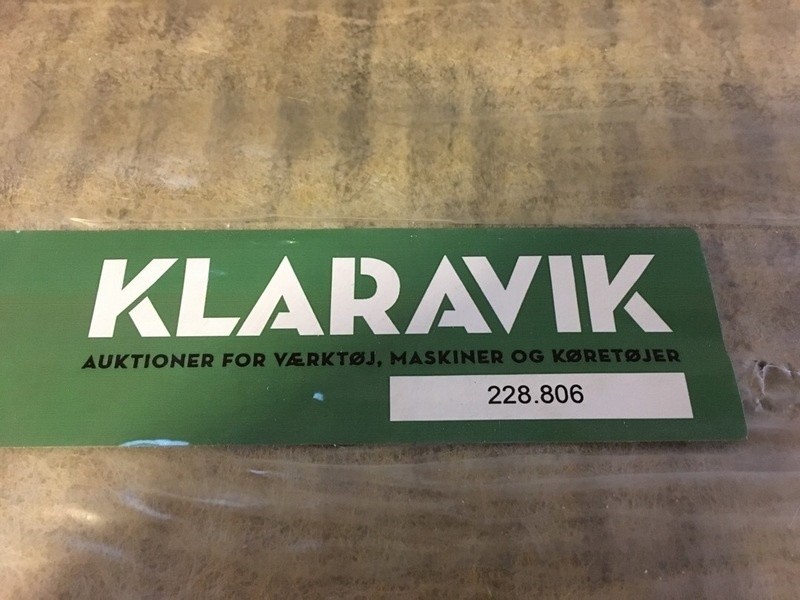 KLARAVIK
AUKTIONER FOR VÆRKTØJ, MASKINER OG KØRETØJER
228.806